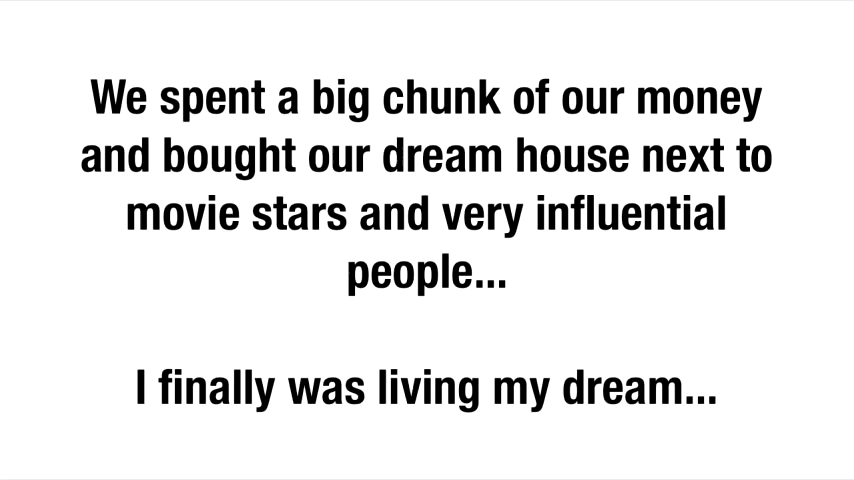 We spent a big chunk of our money
and bought our dream house next to
movie stars and very influential
people...
I finally was living my dream...